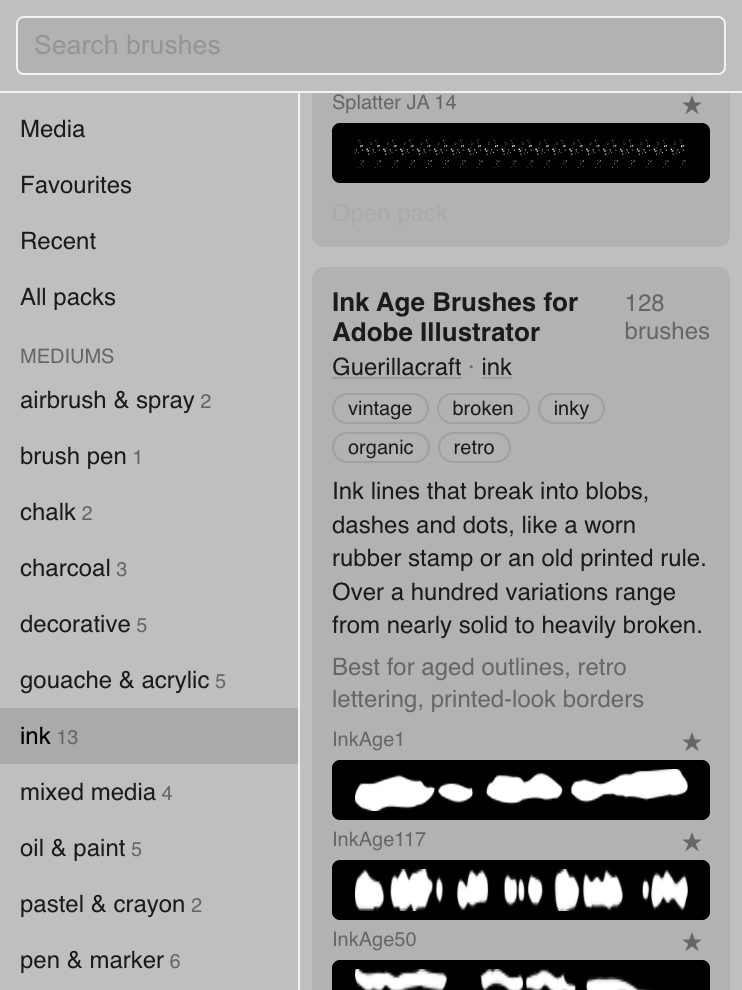 Search brushes
Media
Favourites
Recent
All packs
MEDIUMS
airbrush & spray 2
brush pen 1
chalk 2
charcoal 3
decorative 5
gouache & acrylic 5
ink 13
mixed media 4
oil & paint 5
pastel & crayon 2
pen & marker 6
Splatter JA 14 ★
Open pack
Ink Age Brushes for
Adobe Illustrator
128
brushes
Guerillacraft · ink
vintage broken inky
organic retro
Ink lines that break into blobs,
dashes and dots, like a worn
rubber stamp or an old printed rule.
Over a hundred variations range
from nearly solid to heavily broken.
Best for aged outlines, retro
lettering, printed-look borders
InkAge1 ★
InkAge117 ★
InkAge50 ★